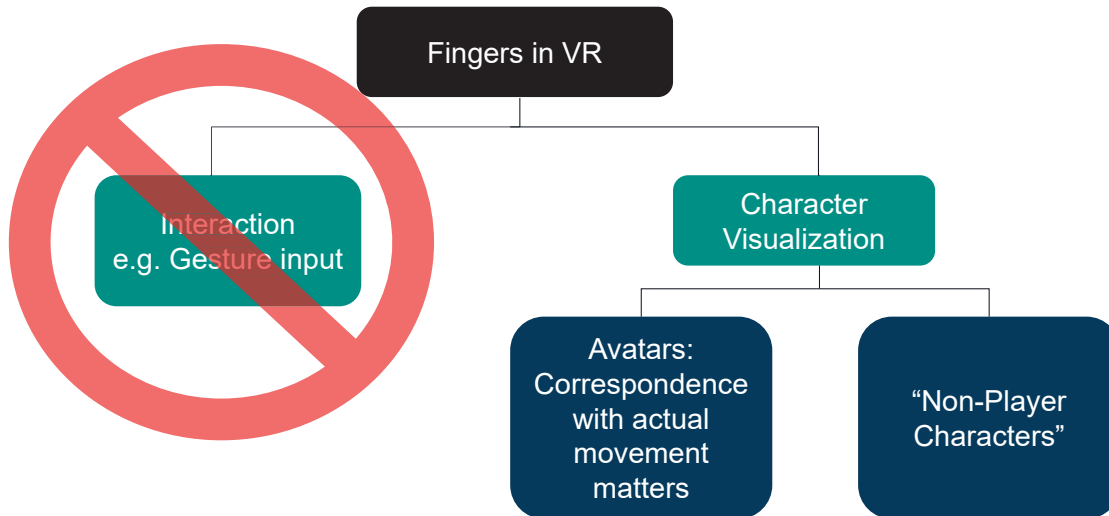 Fingers in VR
Interaction
e.g. Gesture input
Character
Visualization
Avatars:
Correspondence
with actual
movement
matters
“Non-Player
Characters”